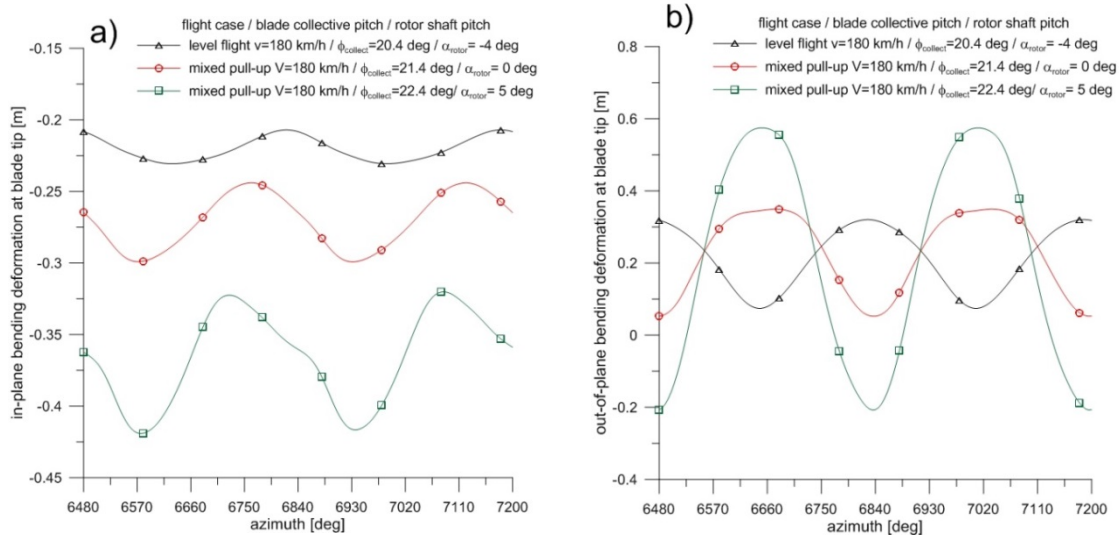 a)
flight case / blade collective pitch / rotor shaft pitch
level flight v=180 km/h / ϕcollect=20.4 deg / αrotor= -4 deg
mixed pull-up V=180 km/h / ϕcollect=21.4 deg / αrotor= 0 deg
mixed pull-up V=180 km/h / ϕcollect=22.4 deg/ αrotor= 5 deg
in-plane bending deformation at blade tip [m]
-0.15
-0.2
-0.25
-0.3
-0.35
-0.4
-0.45
6480 6570 6660 6750 6840 6930 7020 7110 7200
azimuth [deg]
b)
flight case / blade collective pitch / rotor shaft pitch
level flight v=180 km/h / ϕcollect=20.4 deg / αrotor= -4 deg
mixed pull-up V=180 km/h / ϕcollect=21.4 deg / αrotor= 0 deg
mixed pull-up V=180 km/h / ϕcollect=22.4 deg/ αrotor= 5 deg
out-of-plane bending deformation at blade tip [m]
0.8
0.6
0.4
0.2
0
-0.2
-0.4
6480 6570 6660 6750 6840 6930 7020 7110 7200
azimuth [deg]